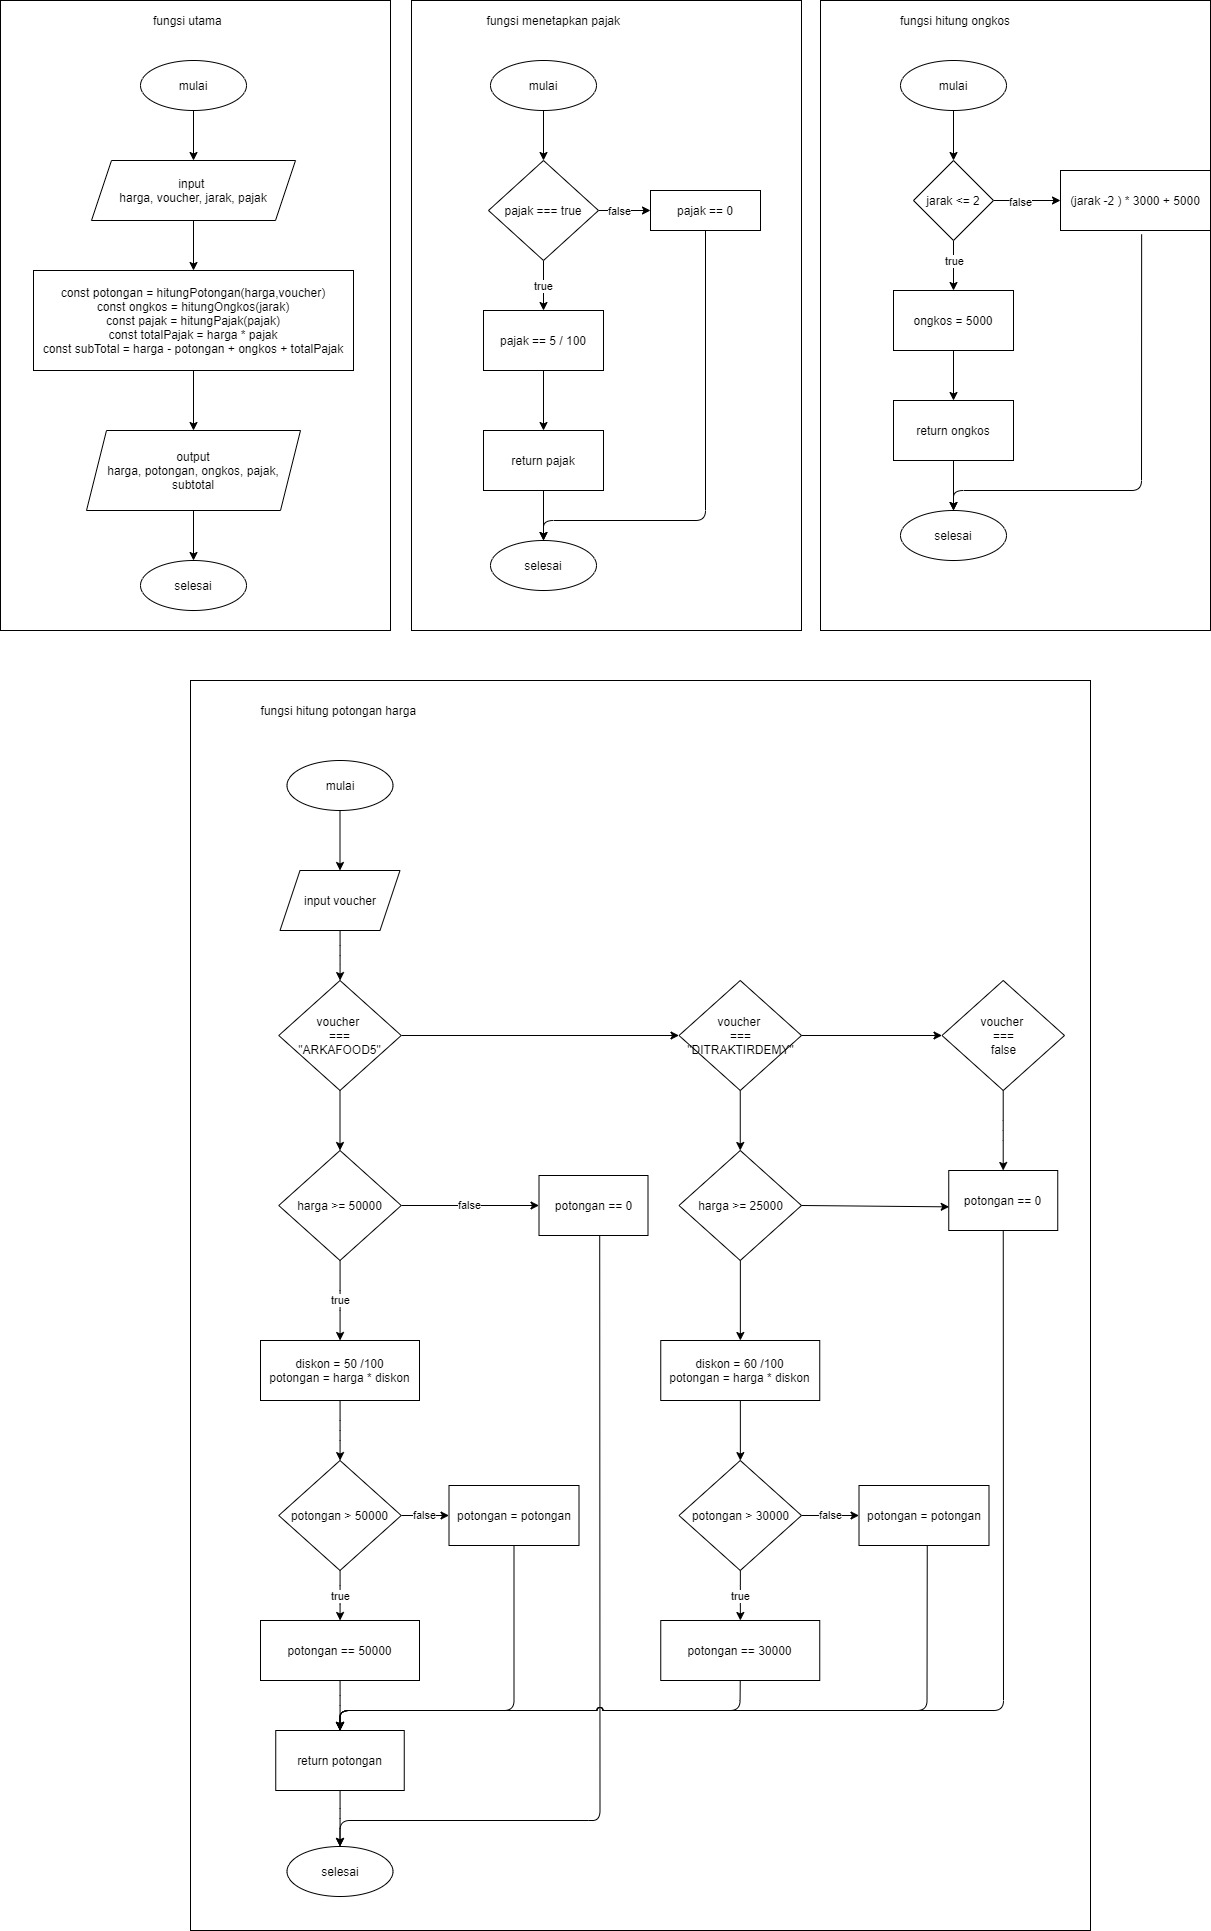 fungsi utama
mulai
input
harga, voucher, jarak, pajak
const potongan = hitungPotongan(harga,voucher)
const ongkos = hitungOngkos(jarak)
const pajak = hitungPajak(pajak)
const totalPajak = harga * pajak
const subTotal = harga - potongan + ongkos + totalPajak
output
harga, potongan, ongkos, pajak,
subtotal
selesai
fungsi menetapkan pajak
mulai
pajak === true
false
pajak == 0
true
pajak == 5 / 100
return pajak
selesai
fungsi hitung ongkos
mulai
jarak <= 2
false
(jarak -2 ) * 3000 + 5000
true
ongkos = 5000
return ongkos
selesai
fungsi hitung potongan harga
mulai
input voucher
voucher
===
"ARKAFOOD5"
voucher
===
"DITRAKTIRDEMY"
voucher
===
false
harga >= 50000
false
potongan == 0
harga >= 25000
potongan == 0
true
diskon = 50 /100
potongan = harga * diskon
diskon = 60 /100
potongan = harga * diskon
potongan > 50000
false
potongan = potongan
potongan > 30000
false
potongan = potongan
true
true
potongan == 50000
potongan == 30000
return potongan
selesai